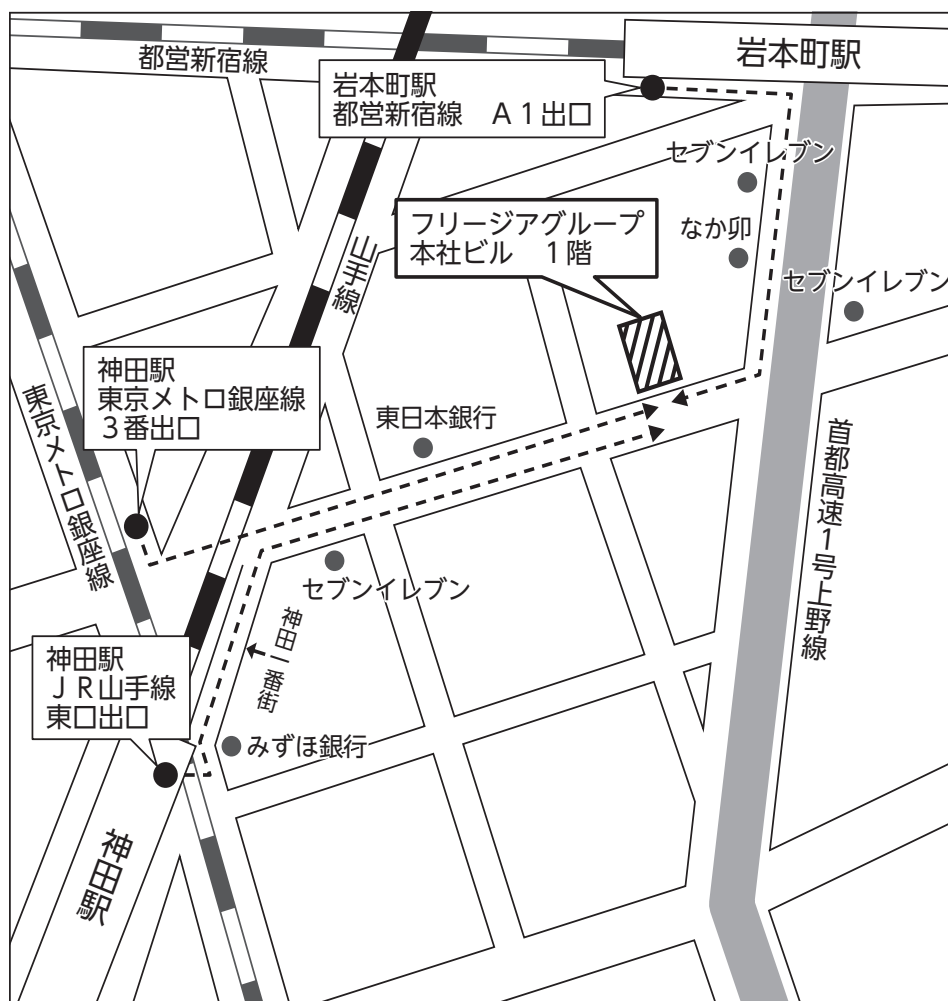 都営新宿線
岩本町駅
岩本町駅
都営新宿線　A1出口
セブンイレブン
フリージアグループ
本社ビル　1階
なか卯
山手線
セブンイレブン
神田駅
東京メトロ銀座線
３番出口
東京メトロ銀座線
東日本銀行
首都高速1号上野線
セブンイレブン
神田一番街
神田駅
ＪＲ山手線
東口出口
みずほ銀行
神田駅